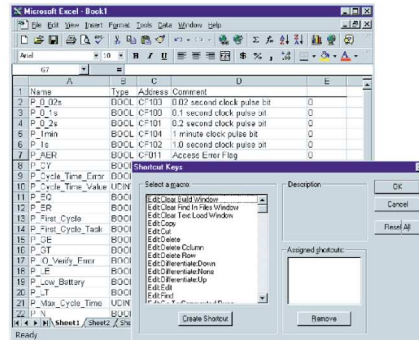 Microsoft Excel - Book1
File Edit View Insert Format Tools Data Window Help
Arial 10 B I U $ % ,
G7 =
A B C D E
1 Name Type Address Comment
2 P_0_02s BOOL CF103 0.02 second clock pulse bit 0
3 P_0_1s BOOL CF100 0.1 second clock pulse bit 0
4 P_0_2s BOOL CF101 0.2 second clock pulse bit 0
5 P_1min BOOL CF104 1 minute clock pulse bit 0
6 P_1s BOOL CF102 1.0 second clock pulse bit 0
7 P_AER BOOL CF011 Access Error Flag 0
8 P_CY
9 P_Cycle_Time_Error
10 P_Cycle_Time_Value
11 P_EQ
12 P_ER
13 P_First_Cycle
14 P_First_Cycle_Task
15 P_GE
16 P_GT
17 P_IO_Verify_Error
18 P_LE
19 P_Low_Battery
20 P_LT
21 P_Max_Cycle_Time
22 P_N
Sheet1 Sheet2
Ready
Shortcut Keys
Select a macro
Edit:Clear Build Window
Edit:Clear Find In Files Window
Edit:Clear Text Load Window
Edit:Copy
Edit:Cut
Edit:Delete
Edit:Delete Column
Edit:Delete Row
Edit:Differentiate:Down
Edit:Differentiate:None
Edit:Differentiate:Up
Edit:Edit
Edit:Find
Create Shortcut
Description
Assigned shortcuts:
Remove
OK
Cancel
Reset All